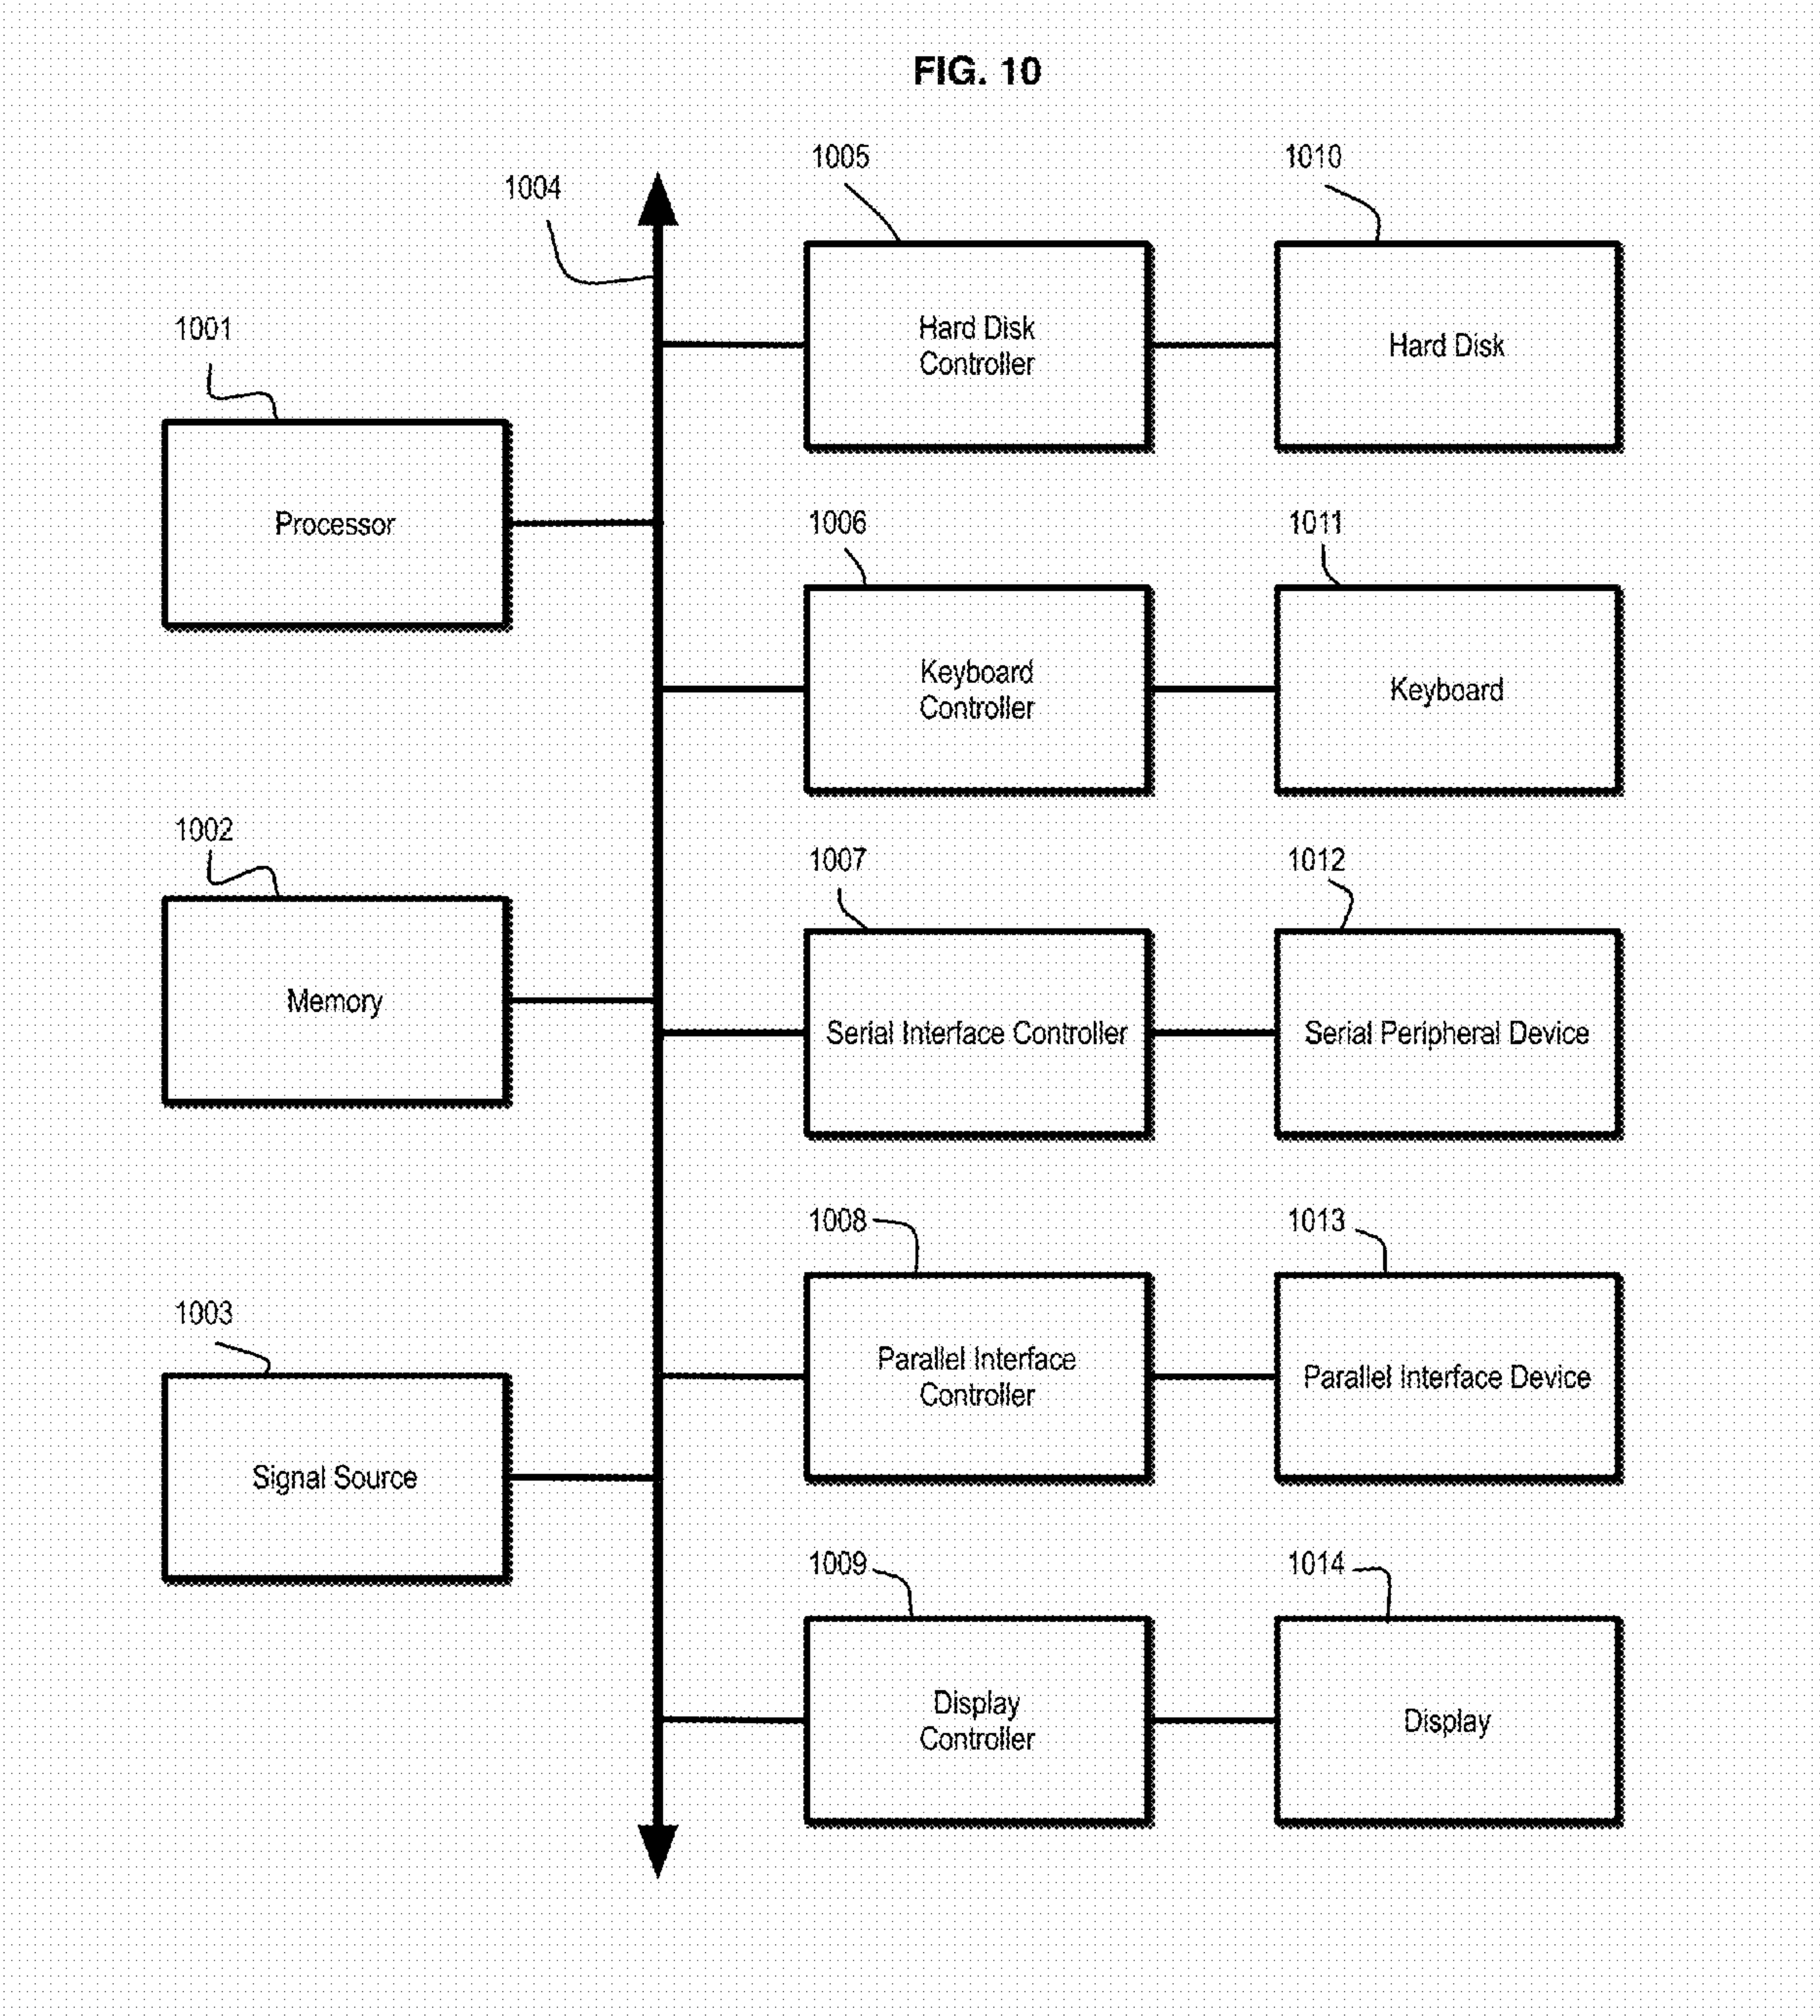 FIG. 10
1005
1010
1004
Hard Disk
Controller
Hard Disk
1001
Processor
1006
1011
Keyboard
Controller
Keyboard
1002
Memory
1007
1012
Serial Interface Controller
Serial Peripheral Device
1003
Signal Source
1008
1013
Parallel Interface
Controller
Parallel Interface Device
1009
1014
Display
Controller
Display